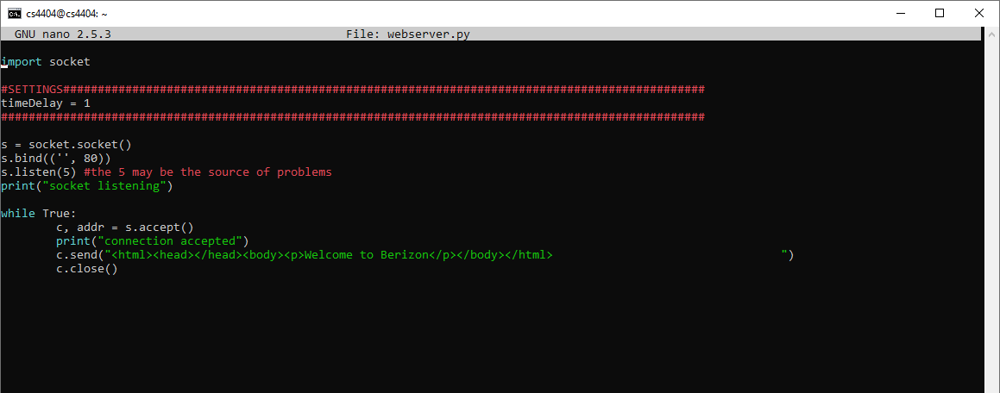 cs4404@cs4404: ~
GNU nano 2.5.3 File: webserver.py
import socket
#SETTINGS#############################################################################################
timeDelay = 1
######################################################################################################
s = socket.socket()
s.bind(('', 80))
s.listen(5) #the 5 may be the source of problems
print("socket listening")
while True:
        c, addr = s.accept()
        print("connection accepted")
        c.send("<html><head></head><body><p>Welcome to Berizon</p></body></html>                                 ")
        c.close()